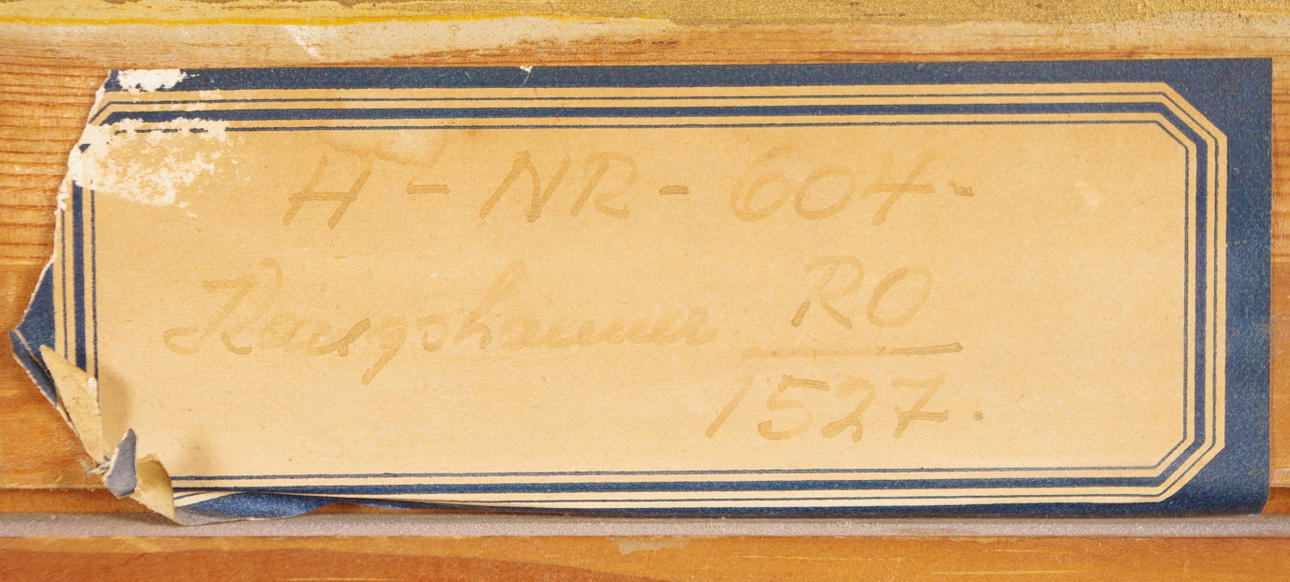 H - NR - 604.
RO
1527.